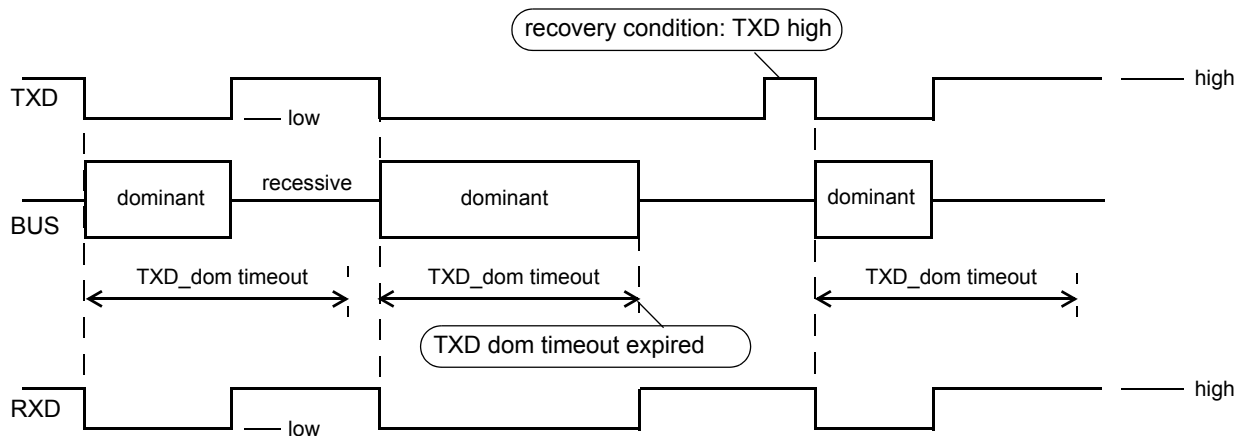 recovery condition: TXD high
TXD
high
low
dominant
recessive
dominant
dominant
BUS
TXD_dom timeout
TXD_dom timeout
TXD_dom timeout
TXD dom timeout expired
RXD
high
low